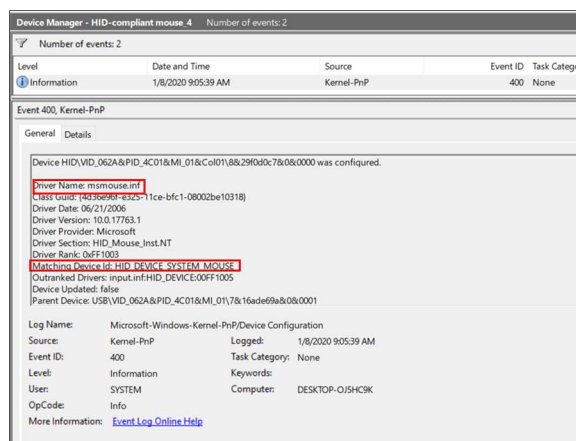 Device Manager - HID-compliant mouse_4 Number of events: 2
Number of events: 2
Level Date and Time Source Event ID Task Categ
Information 1/8/2020 9:05:39 AM Kernel-PnP 400 None
Event 400, Kernel-PnP
General Details
Device HID\VID_062A&PID_4C01&MI_01&Col01\8&29f0d0c7&0&0000 was configured.
Driver Name: msmouse.inf
Class Guid: {4d36e96f-e325-11ce-bfc1-08002be10318}
Driver Date: 06/21/2006
Driver Version: 10.0.17763.1
Driver Provider: Microsoft
Driver Section: HID_Mouse_Inst.NT
Driver Rank: 0xFF1003
Matching Device Id: HID_DEVICE_SYSTEM_MOUSE
Outranked Drivers: input.inf:HID_DEVICE:00FF1005
Device Updated: false
Parent Device: USB\VID_062A&PID_4C01&MI_01\7&16ade69a&0&0001
Log Name: Microsoft-Windows-Kernel-PnP/Device Configuration
Source: Kernel-PnP Logged: 1/8/2020 9:05:39 AM
Event ID: 400 Task Category: None
Level: Information Keywords:
User: SYSTEM Computer: DESKTOP-OJ5HC9K
OpCode: Info
More Information: Event Log Online Help